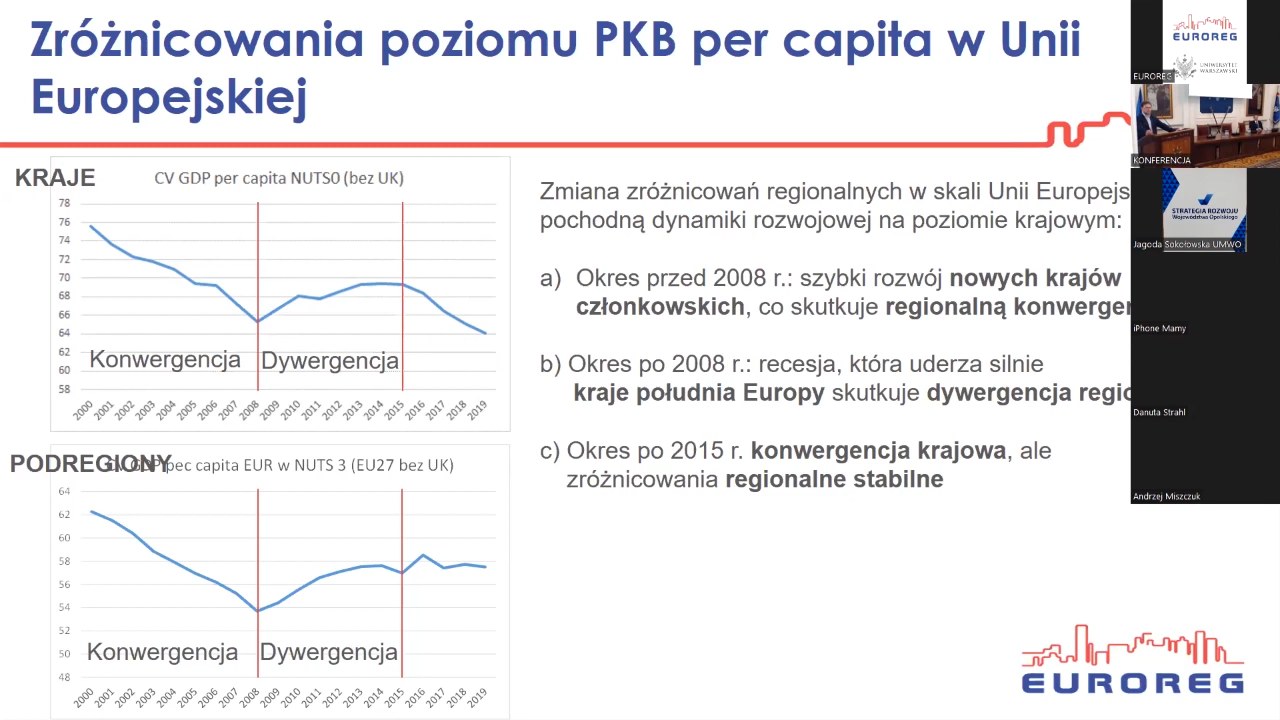 Zróżnicowania poziomu PKB per capita w Unii
Europejskiej
EUROREG
UNIWERSYTET
WARSZAWSKI
EUROREG
KONFERENCJA
STRATEGIA ROZWOJU
Województwa Opolskiego
Jagoda Sokołowska UMWO
iPhone Mamy
Danuta Strahl
Andrzej Miszczuk
KRAJE
CV GDP per capita NUTS0 (bez UK)
78
76
74
72
70
68
66
64
62
60
58
Konwergencja
Dywergencja
2000 2001 2002 2003 2004 2005 2006 2007 2008 2009 2010 2011 2012 2013 2014 2015 2016 2017 2018 2019
PODREGIONY
CV GDP pec capita EUR w NUTS 3 (EU27 bez UK)
64
62
60
58
56
54
52
50
48
Konwergencja
Dywergencja
2000 2001 2002 2003 2004 2005 2006 2007 2008 2009 2010 2011 2012 2013 2014 2015 2016 2017 2018 2019
Zmiana zróżnicowań regionalnych w skali Unii Europejs
pochodną dynamiki rozwojowej na poziomie krajowym:
a) Okres przed 2008 r.: szybki rozwój nowych krajów
członkowskich, co skutkuje regionalną konwerger
b) Okres po 2008 r.: recesja, która uderza silnie
kraje południa Europy skutkuje dywergencja regio
c) Okres po 2015 r. konwergencja krajowa, ale
zróżnicowania regionalne stabilne
EUROREG